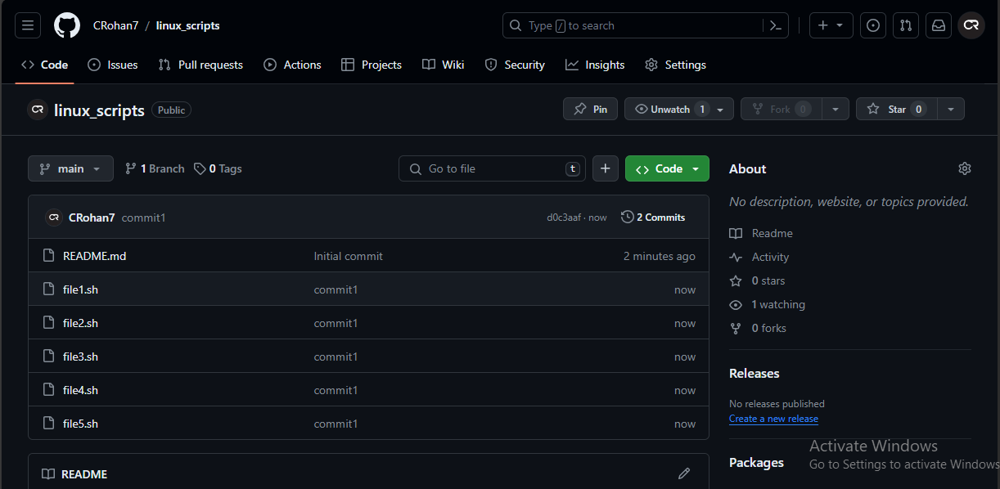 CRohan7 / linux_scripts
Type / to search
Code Issues Pull requests Actions Projects Wiki Security Insights Settings
CR linux_scripts Public
Pin Unwatch 1 Fork 0 Star 0
main 1 Branch 0 Tags
Go to file t
Code
CR CRohan7 commit1 d0c3aaf · now 2 Commits
README.md Initial commit 2 minutes ago
file1.sh commit1 now
file2.sh commit1 now
file3.sh commit1 now
file4.sh commit1 now
file5.sh commit1 now
README
About
No description, website, or topics provided.
Readme
Activity
0 stars
1 watching
0 forks
Releases
No releases published
Create a new release
Packages
Activate Windows
Go to Settings to activate Windows